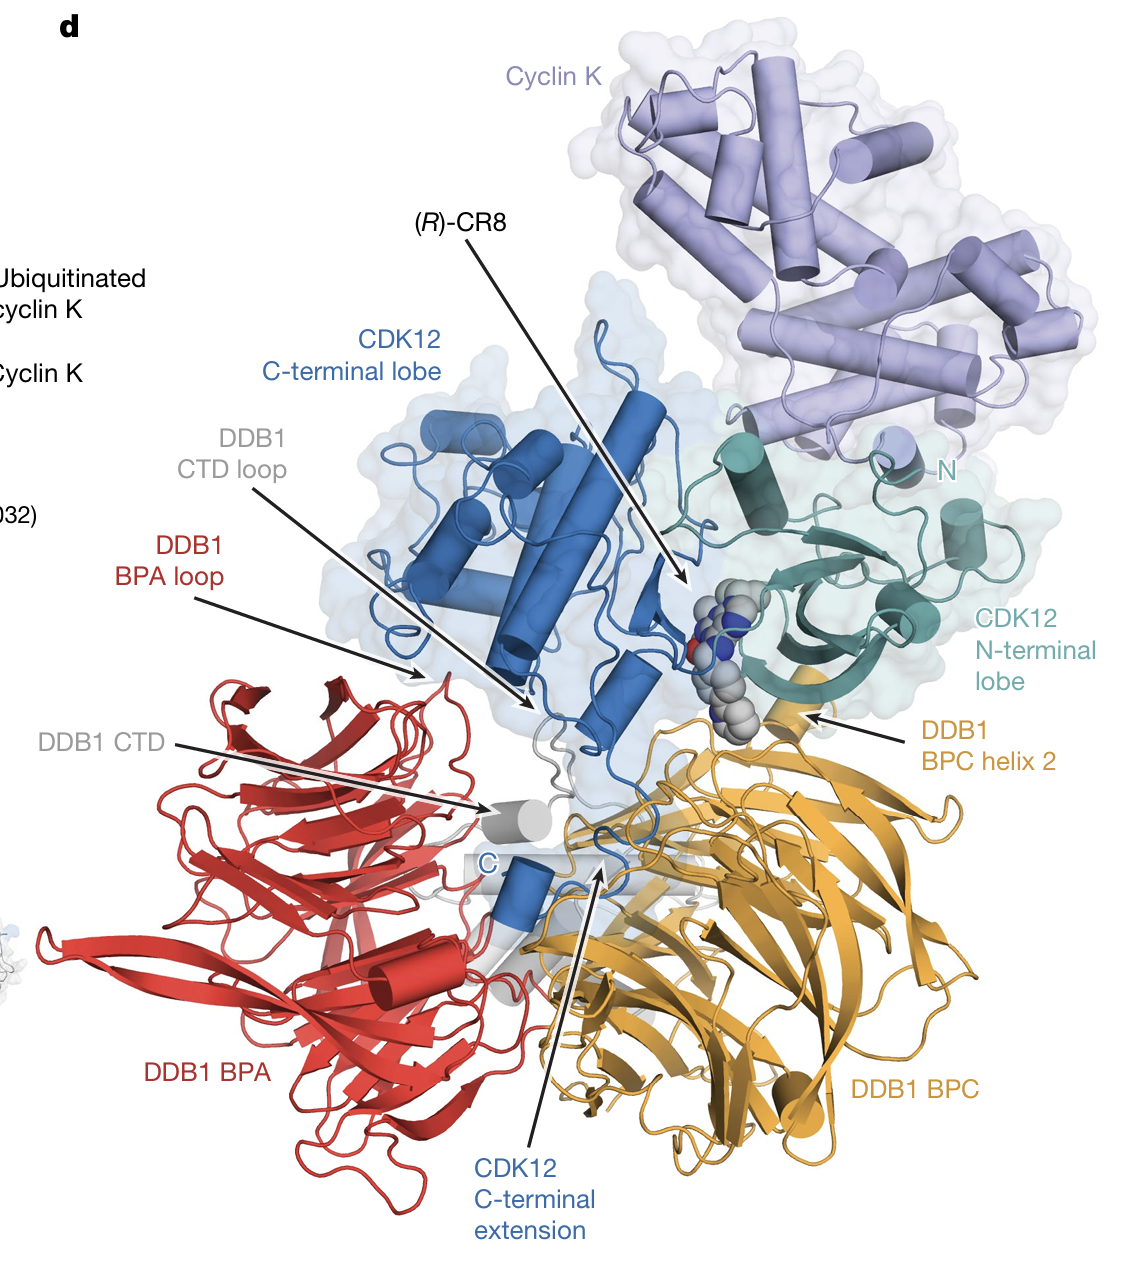 d
Cyclin K
(R)-CR8
Ubiquitinated
cyclin K
CDK12
C-terminal lobe
Cyclin K
DDB1
CTD loop
N
032)
DDB1
BPA loop
CDK12
N-terminal
lobe
DDB1 CTD
DDB1
BPC helix 2
C
DDB1 BPA
DDB1 BPC
CDK12
C-terminal
extension